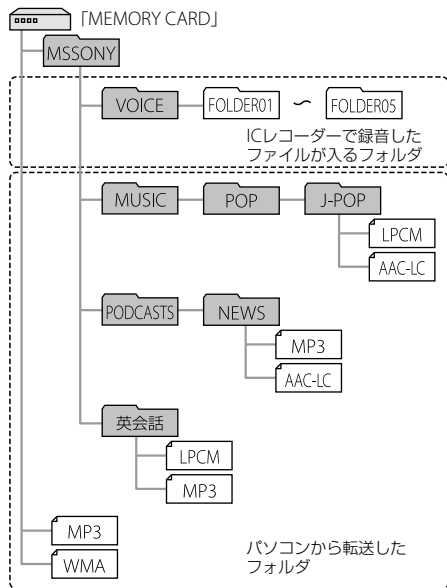 「MEMORY CARD」
MSSONY
VOICE FOLDER01 ～ FOLDER05
ICレコーダーで録音した
ファイルが入るフォルダ
MUSIC POP J-POP
LPCM
AAC-LC
PODCASTS NEWS
MP3
AAC-LC
英会話
LPCM
MP3
MP3
WMA
パソコンから転送した
フォルダ